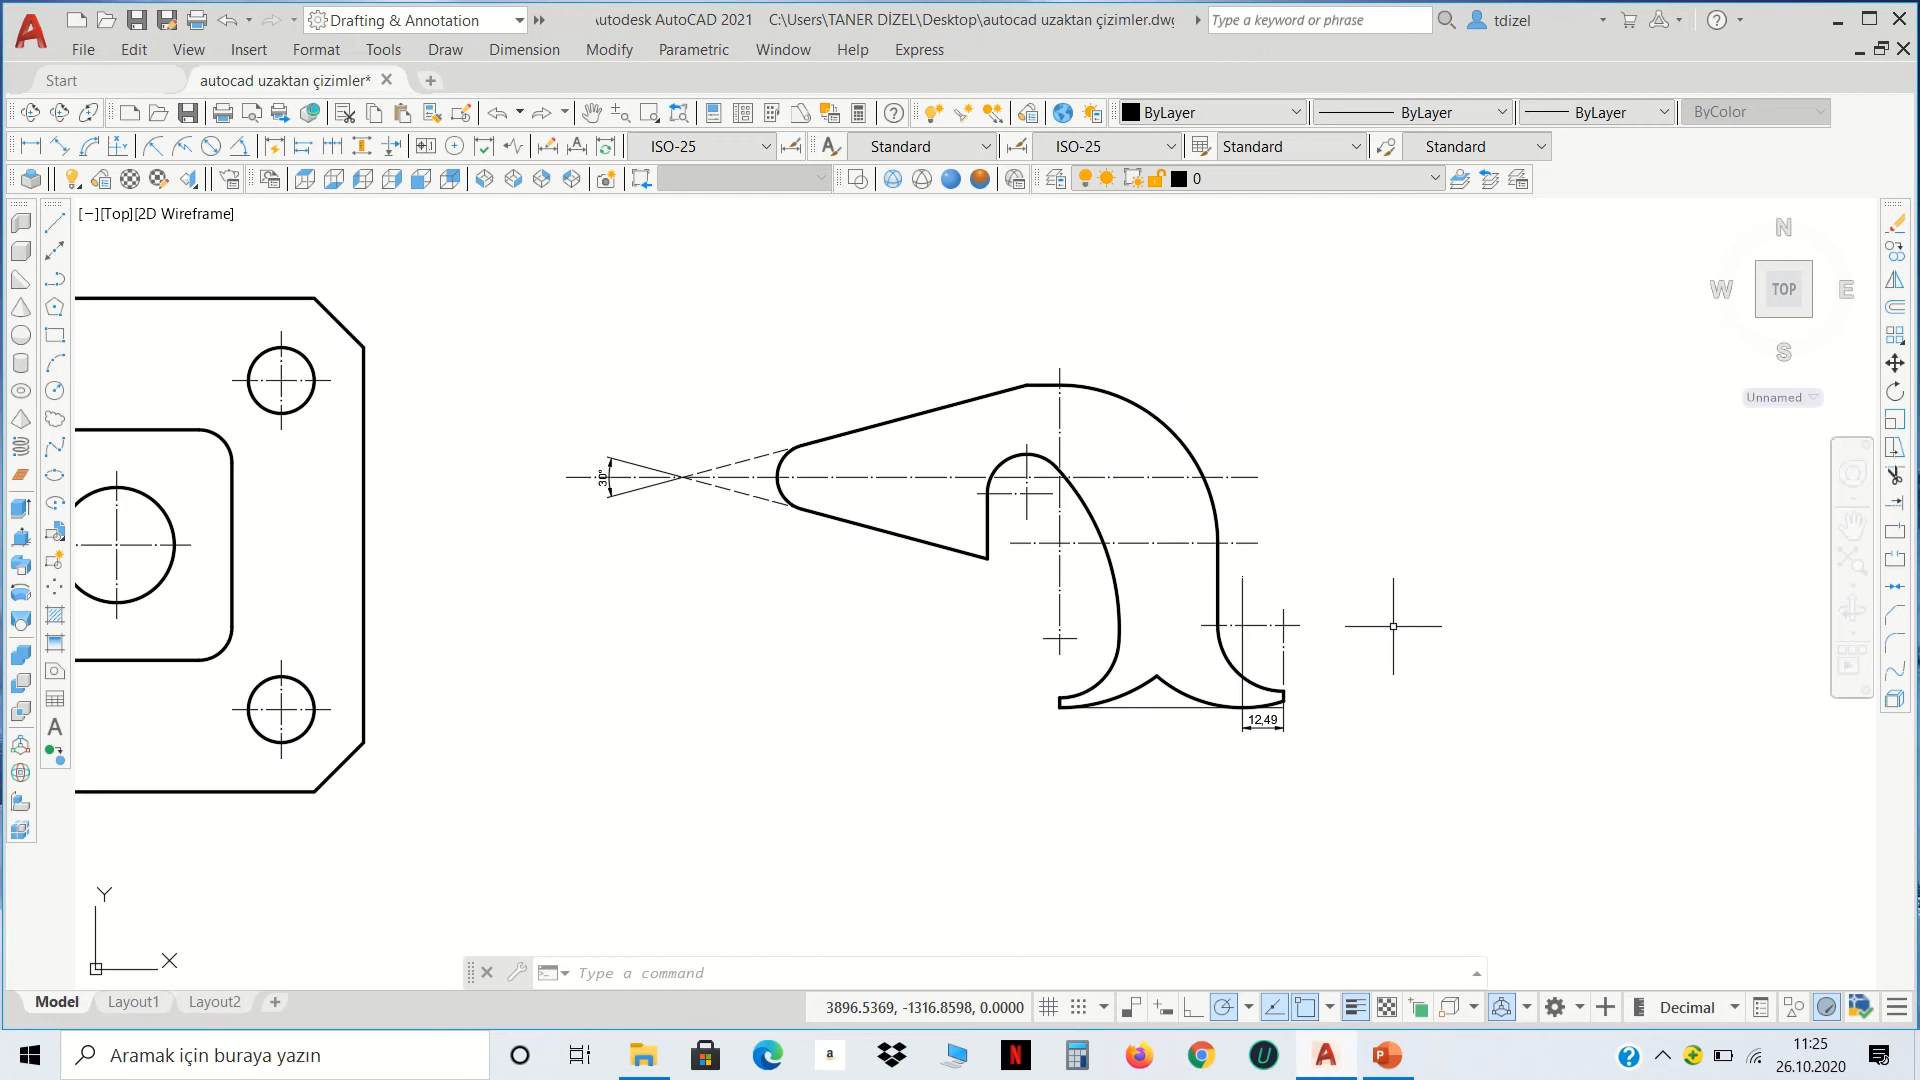 Drafting & Annotation
utodesk AutoCAD 2021 C:\Users\TANER DİZEL\Desktop\autocad uzaktan çizimler.dwg
Type a keyword or phrase
tdizel
File Edit View Insert Format Tools Draw Dimension Modify Parametric Window Help Express
Start
autocad uzaktan çizimler*
ByLayer
ByLayer
ByLayer
ByColor
ISO-25
Standard
ISO-25
Standard
Standard
0
[−][Top][2D Wireframe]
N
W
TOP
E
S
Unnamed
30°
12,49
Y
X
Type a command
Model Layout1 Layout2
3896.5369, -1316.8598, 0.0000
Decimal
Aramak için buraya yazın
11:25
26.10.2020